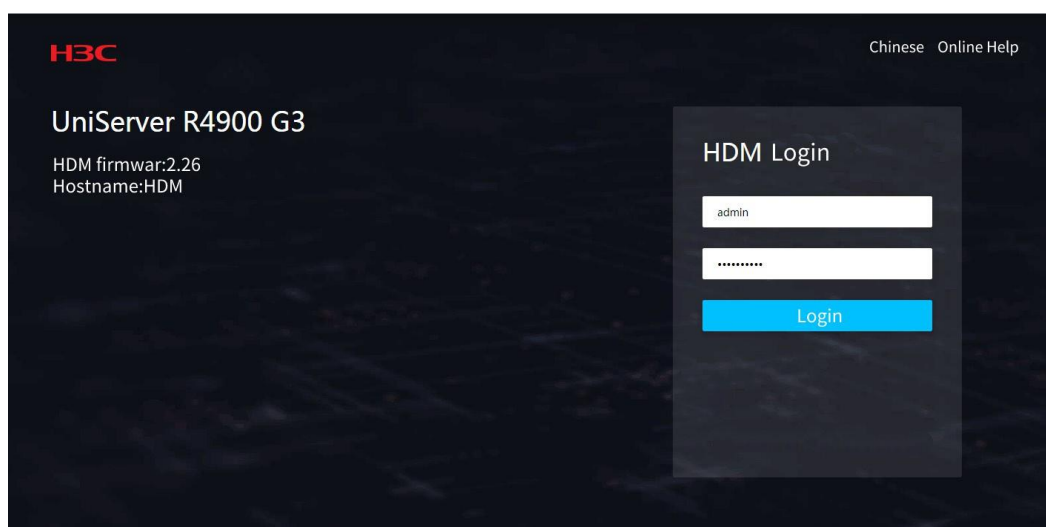 H3C
Chinese Online Help
UniServer R4900 G3
HDM firmwar:2.26
Hostname:HDM
HDM Login
admin
••••••••••
Login